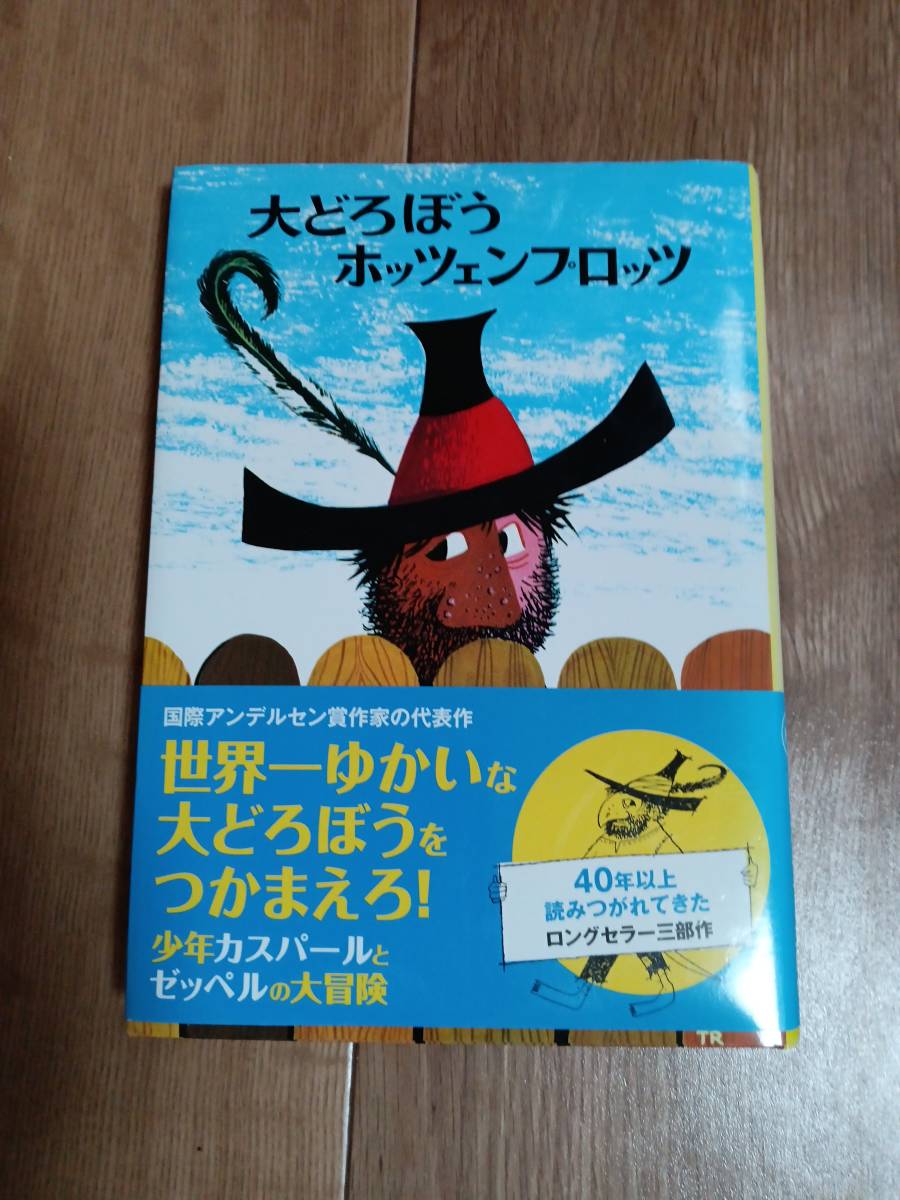 大どろぼう
ホッツェンプロッツ
国際アンデルセン賞作家の代表作
世界一ゆかいな
大どろぼうを
つかまえろ!
少年カスパールと
ゼッペルの大冒険
40年以上
読みつがれてきた
ロングセラー三部作
TR